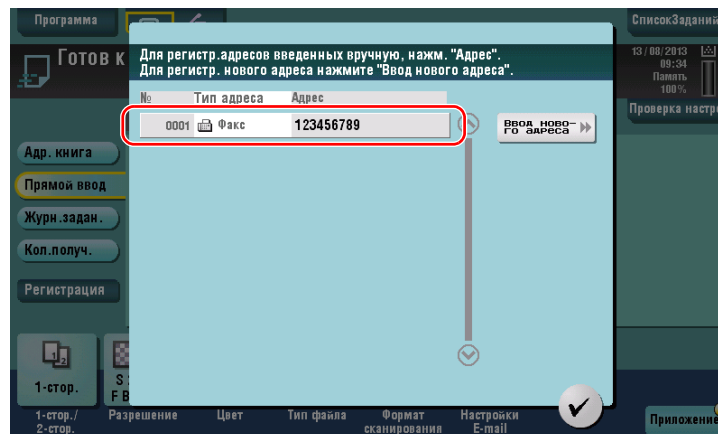 Программа
СписокЗаданий
Готов к
Для регистр.адресов введенных вручную, нажм. "Адрес".
Для регистр. нового адреса нажмите "Ввод нового адреса".
13/08/2013
09:34
Память
100%
№ Тип адреса Адрес
0001 Факс 123456789
Ввод ново-
го адреса
Проверка настр
Адр. книга
Прямой ввод
Журн.задан.
Кол.получ.
Регистрация
1-стор.
S
F B
1-стор./
2-стор.
Разрешение
Цвет
Тип файла
Формат
сканирования
Настройки
E-mail
Приложение